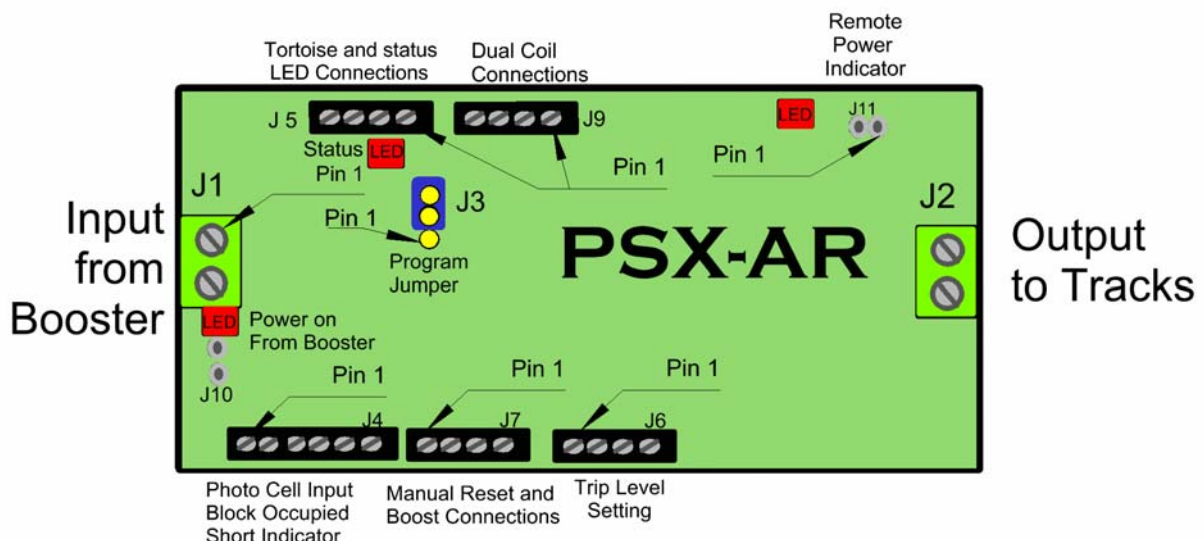 Tortoise and status
LED Connections
Dual Coil
Connections
Remote
Power
Indicator
J 5
J9
LED
J11
Status
LED
Pin 1
Pin 1
Pin 1
J1
J3
J2
Pin 1
Input
from
Booster
PSX-AR
Output
to Tracks
Program
Jumper
LED
Power on
From Booster
J10
Pin 1
Pin 1
Pin 1
J4
J7
J6
Photo Cell Input
Block Occupied
Short Indicator
Manual Reset and
Boost Connections
Trip Level
Setting